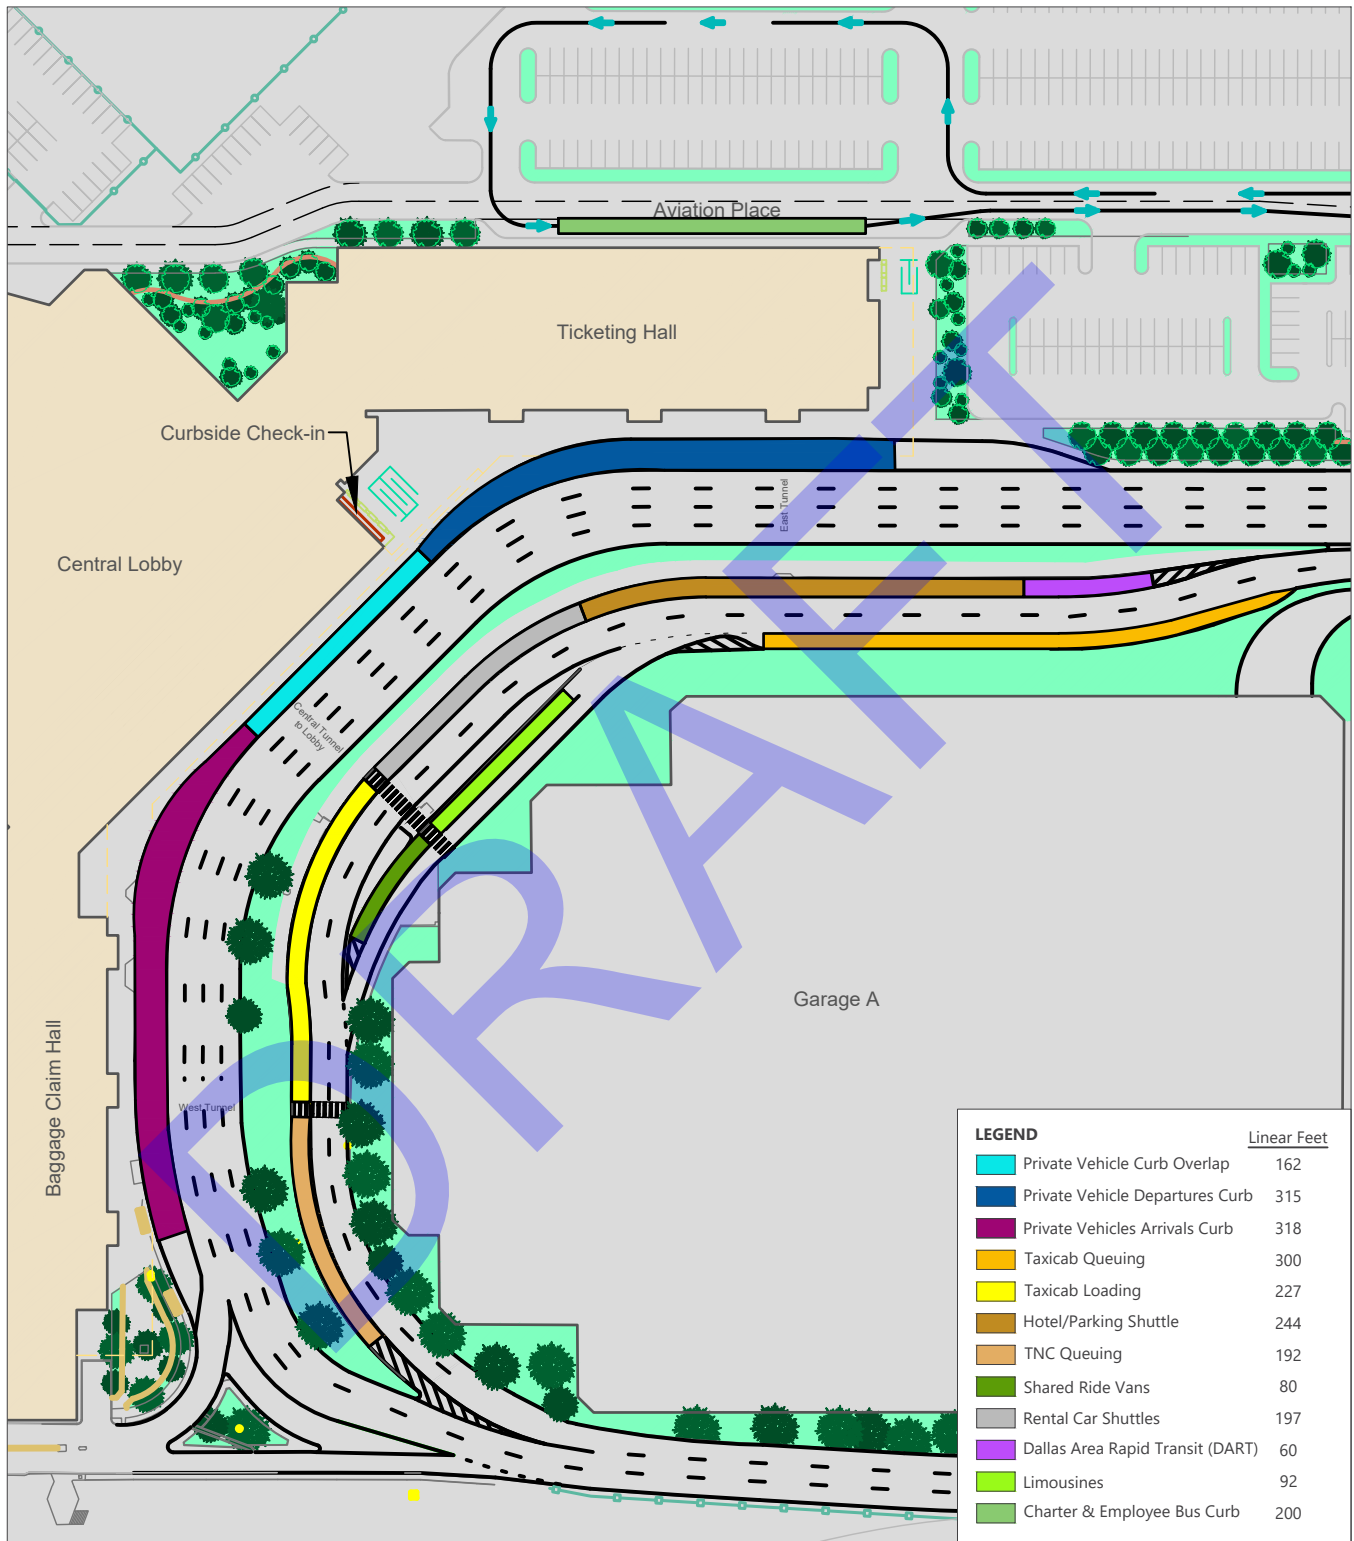 Aviation Place
Ticketing Hall
Curbside Check-in
East Tunnel
Central Lobby
Central Tunnel
to Lobby
Garage A
Baggage Claim Hall
West Tunnel
DRAFT
LEGEND
Linear Feet
Private Vehicle Curb Overlap 162
Private Vehicle Departures Curb 315
Private Vehicles Arrivals Curb 318
Taxicab Queuing 300
Taxicab Loading 227
Hotel/Parking Shuttle 244
TNC Queuing 192
Shared Ride Vans 80
Rental Car Shuttles 197
Dallas Area Rapid Transit (DART) 60
Limousines 92
Charter & Employee Bus Curb 200